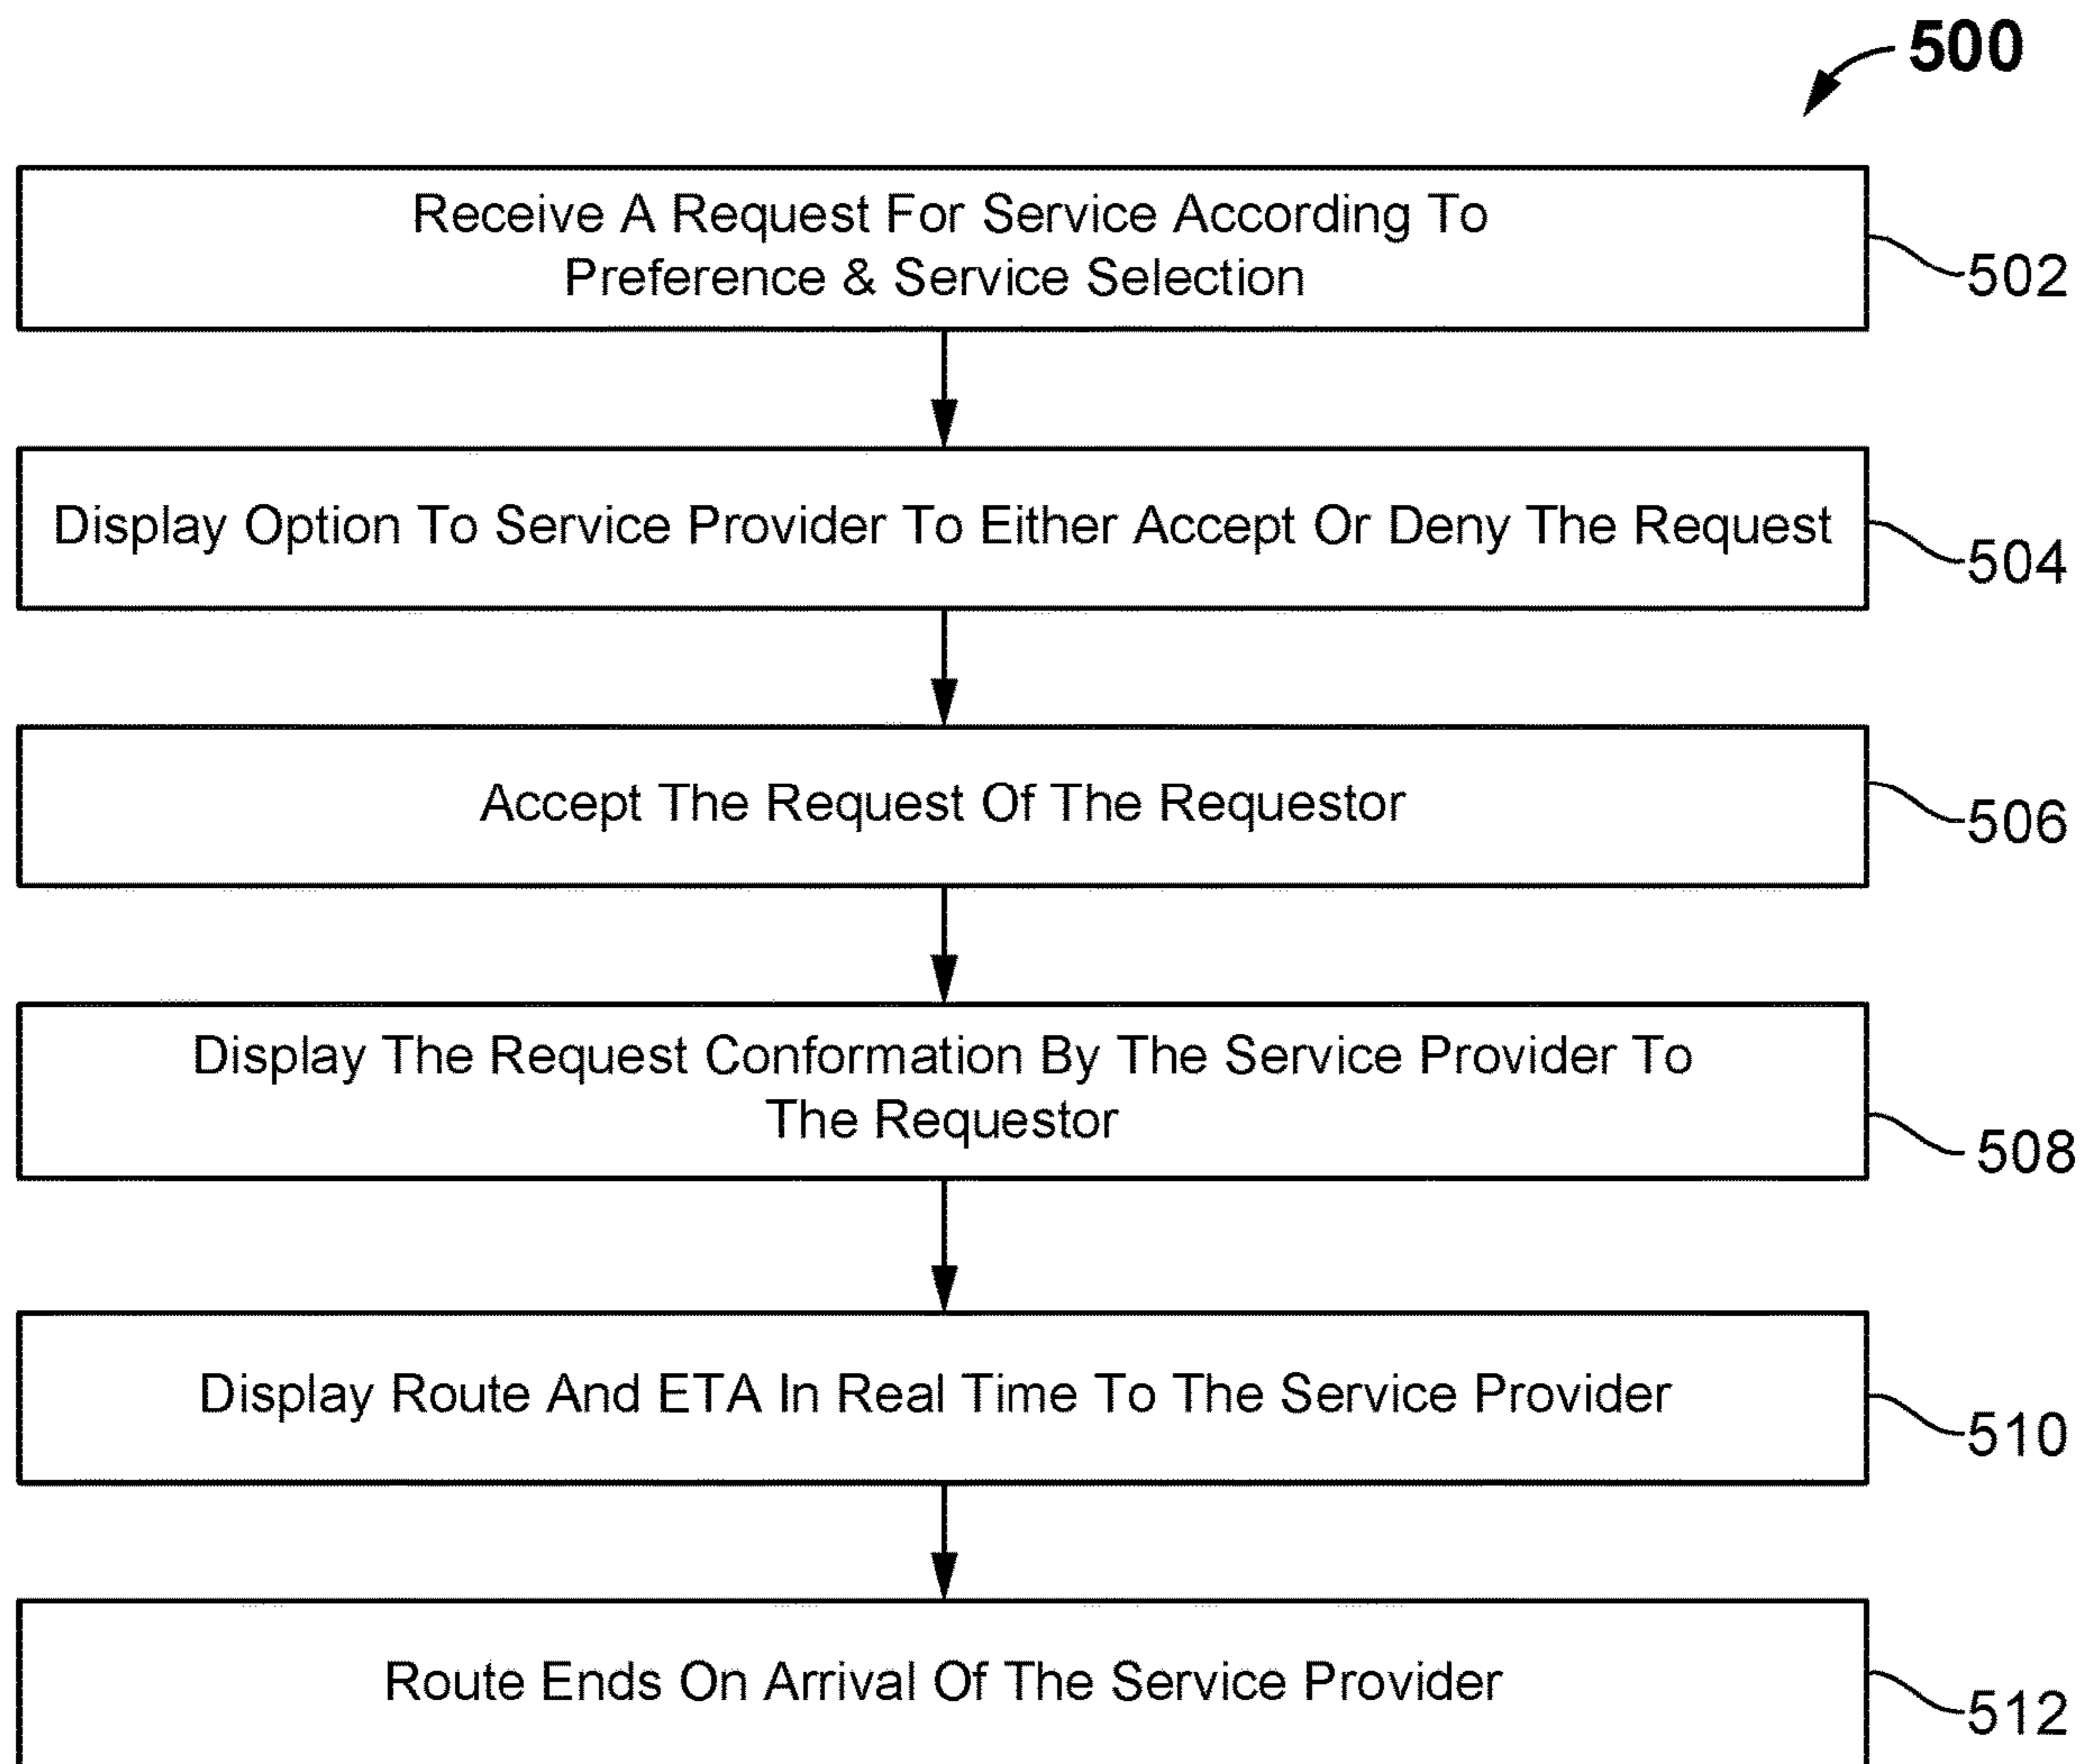 500
Receive A Request For Service According To
Preference & Service Selection
502
Display Option To Service Provider To Either Accept Or Deny The Request
504
Accept The Request Of The Requestor
506
Display The Request Conformation By The Service Provider To
The Requestor
508
Display Route And ETA In Real Time To The Service Provider
510
Route Ends On Arrival Of The Service Provider
512